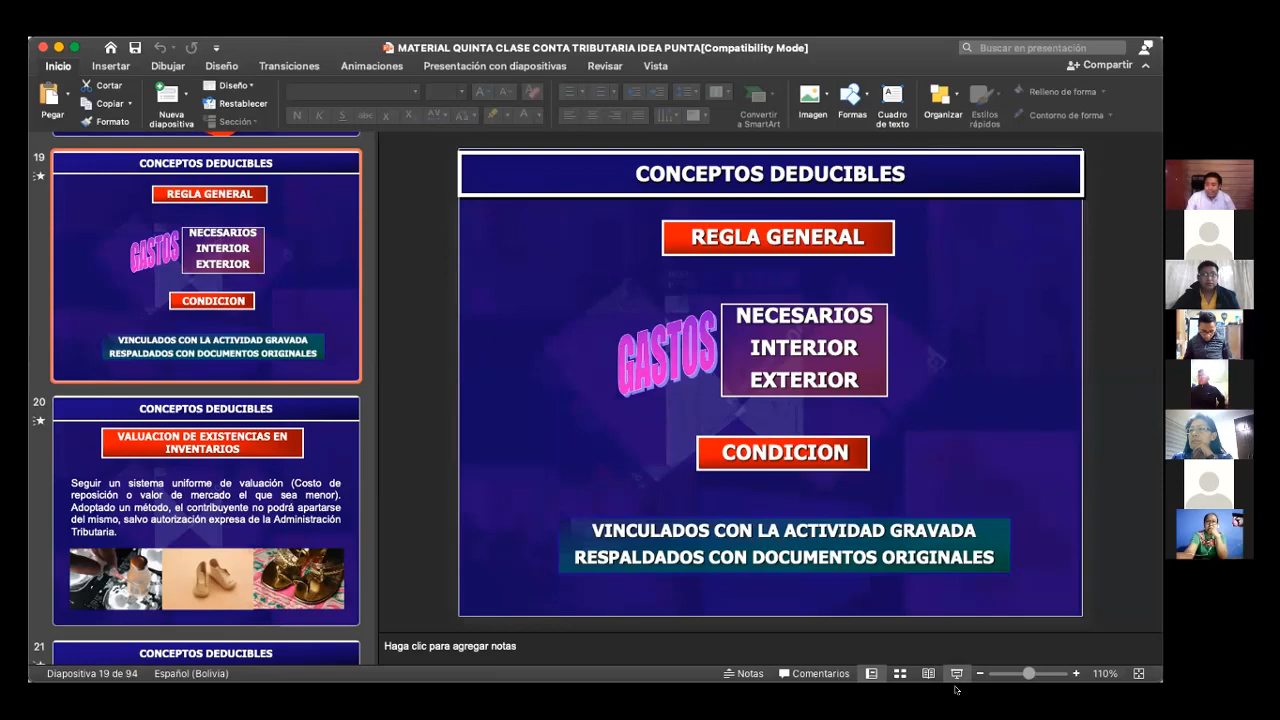 MATERIAL QUINTA CLASE CONTA TRIBUTARIA IDEA PUNTA[Compatibility Mode]
Buscar en presentación
Inicio Insertar Dibujar Diseño Transiciones Animaciones Presentación con diapositivas Revisar Vista
Compartir
Pegar
Cortar
Copiar
Formato
Nueva
diapositiva
Diseño
Restablecer
Sección
Convertir
a SmartArt
Imagen
Formas
Cuadro
de texto
Organizar
Estilos
rápidos
Relleno de forma
Contorno de forma
19
CONCEPTOS DEDUCIBLES
REGLA GENERAL
GASTOS
NECESARIOS
INTERIOR
EXTERIOR
CONDICION
VINCULADOS CON LA ACTIVIDAD GRAVADA
RESPALDADOS CON DOCUMENTOS ORIGINALES
20
CONCEPTOS DEDUCIBLES
VALUACION DE EXISTENCIAS EN
INVENTARIOS
Seguir un sistema uniforme de valuación (Costo de
reposición o valor de mercado el que sea menor).
Adoptado un método, el contribuyente no podrá apartarse
del mismo, salvo autorización expresa de la Administración
Tributaria.
21
CONCEPTOS DEDUCIBLES
CONCEPTOS DEDUCIBLES
REGLA GENERAL
GASTOS
NECESARIOS
INTERIOR
EXTERIOR
CONDICION
VINCULADOS CON LA ACTIVIDAD GRAVADA
RESPALDADOS CON DOCUMENTOS ORIGINALES
Haga clic para agregar notas
Diapositiva 19 de 94 Español (Bolivia)
Notas Comentarios 110%